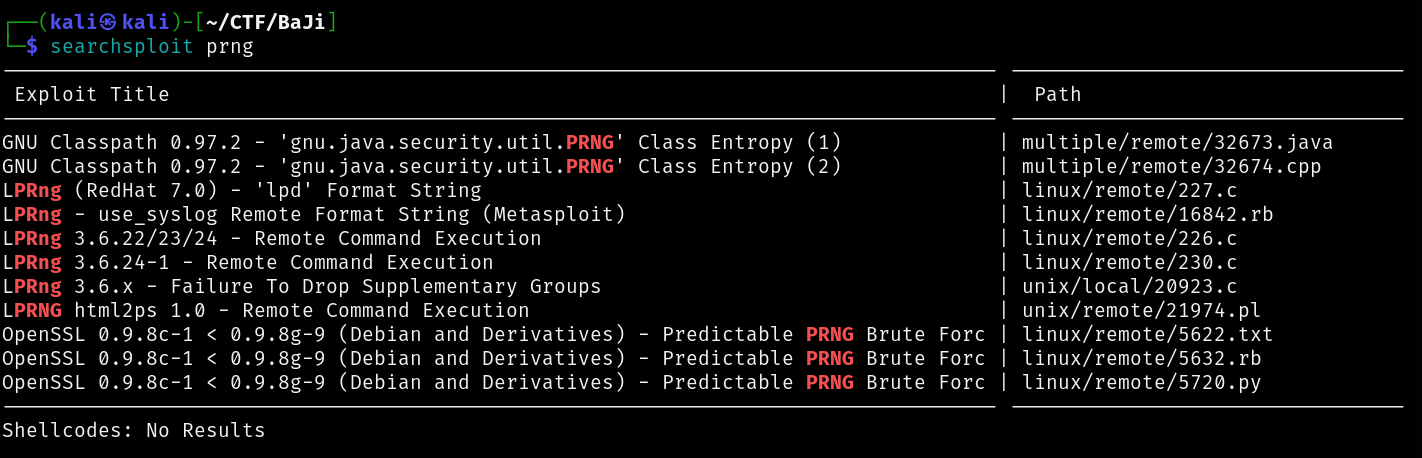 ┌──(kali㉿kali)-[~/CTF/BaJi]
└─$ searchsploit prng
Exploit Title | Path
GNU Classpath 0.97.2 - 'gnu.java.security.util.PRNG' Class Entropy (1) | multiple/remote/32673.java
GNU Classpath 0.97.2 - 'gnu.java.security.util.PRNG' Class Entropy (2) | multiple/remote/32674.cpp
LPRng (RedHat 7.0) - 'lpd' Format String | linux/remote/227.c
LPRng - use_syslog Remote Format String (Metasploit) | linux/remote/16842.rb
LPRng 3.6.22/23/24 - Remote Command Execution | linux/remote/226.c
LPRng 3.6.24-1 - Remote Command Execution | linux/remote/230.c
LPRng 3.6.x - Failure To Drop Supplementary Groups | unix/local/20923.c
LPRNG html2ps 1.0 - Remote Command Execution | unix/remote/21974.pl
OpenSSL 0.9.8c-1 < 0.9.8g-9 (Debian and Derivatives) - Predictable PRNG Brute Forc | linux/remote/5622.txt
OpenSSL 0.9.8c-1 < 0.9.8g-9 (Debian and Derivatives) - Predictable PRNG Brute Forc | linux/remote/5632.rb
OpenSSL 0.9.8c-1 < 0.9.8g-9 (Debian and Derivatives) - Predictable PRNG Brute Forc | linux/remote/5720.py
Shellcodes: No Results